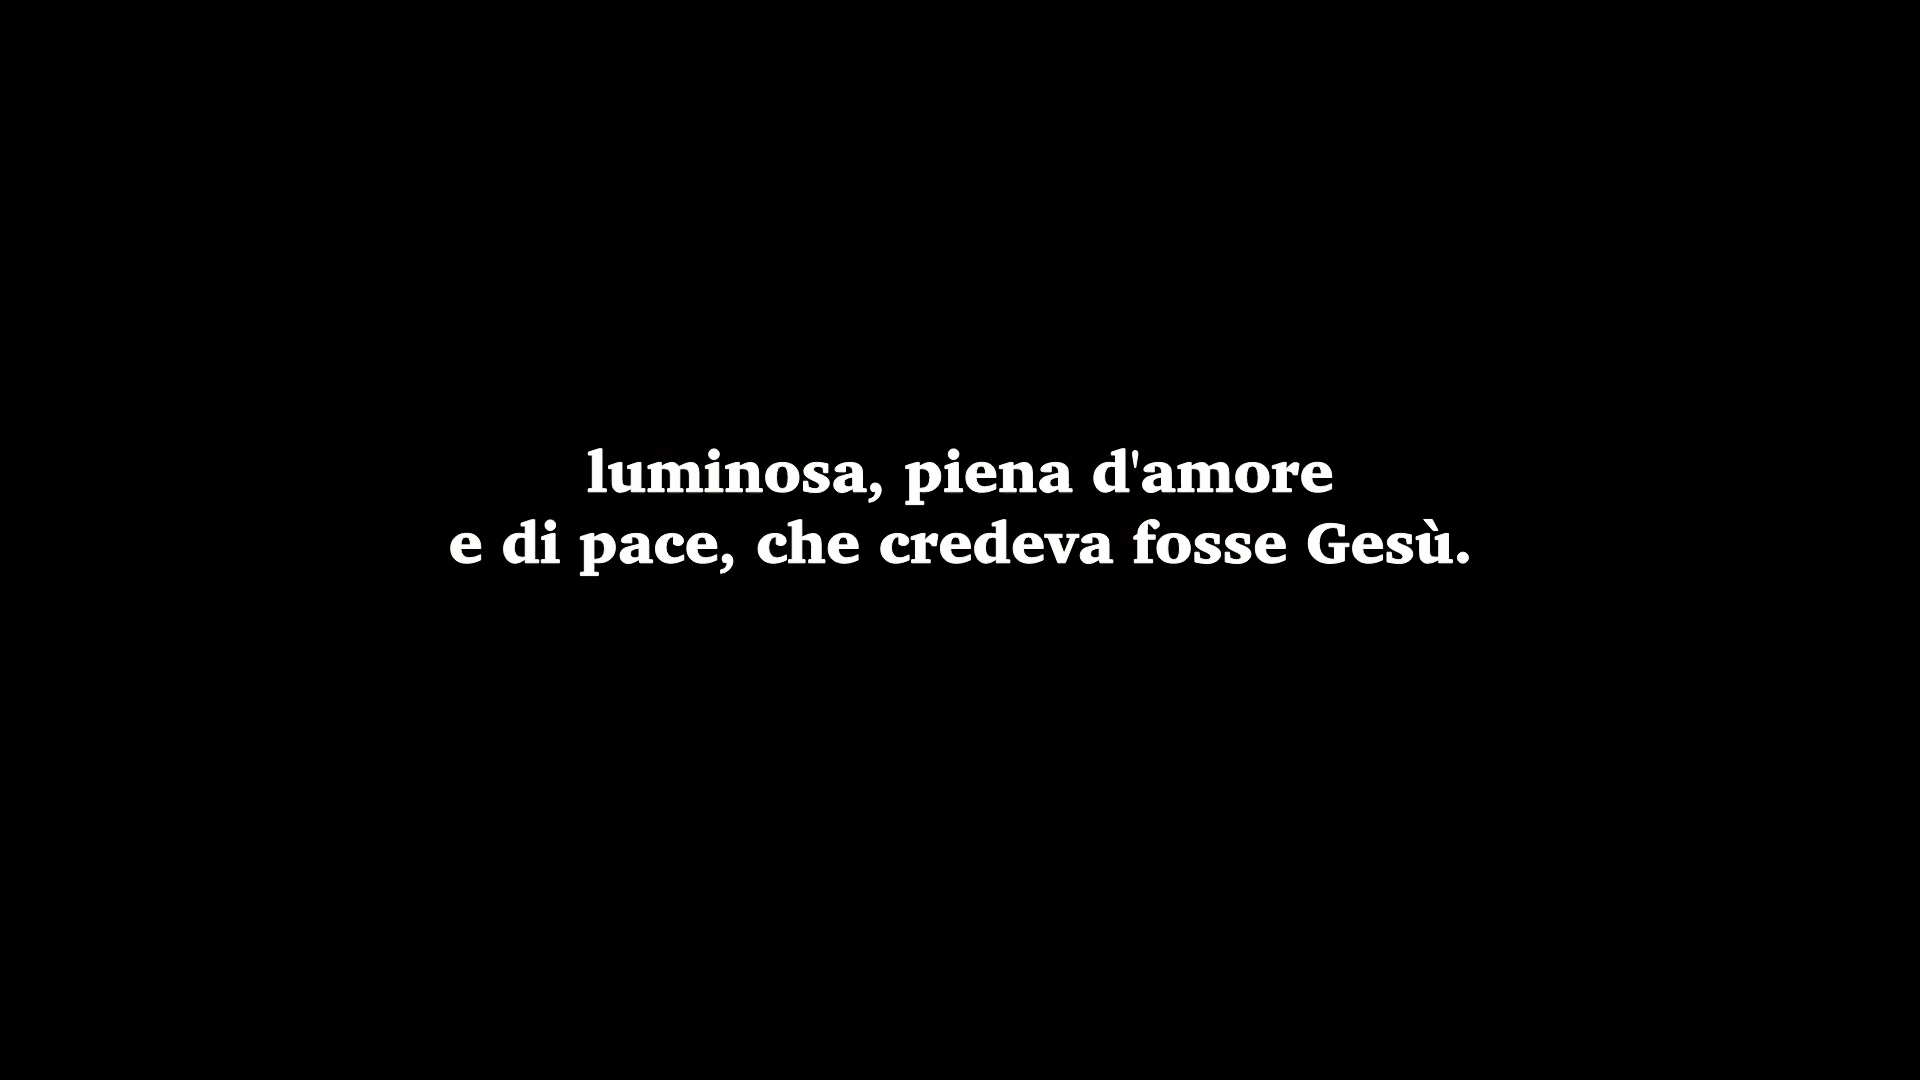 luminosa, piena d'amore
e di pace, che credeva fosse Gesù.